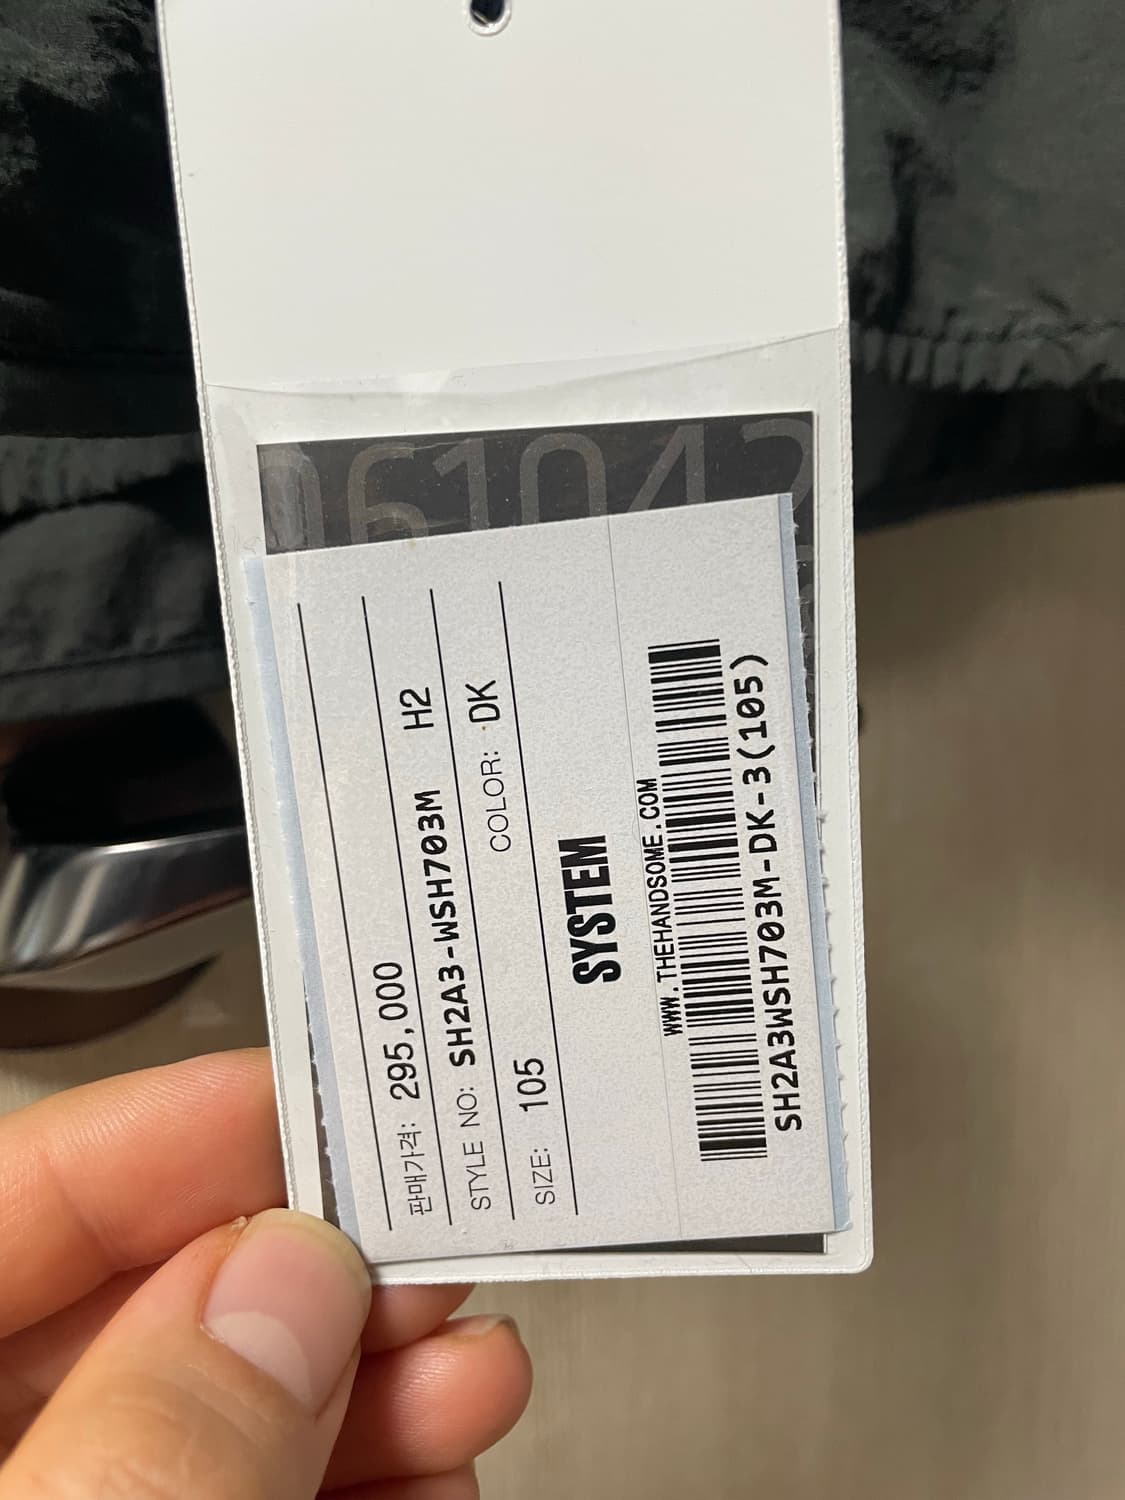 061042
판매가격: 295,000 H2
STYLE NO: SH2A3-WSH703M
COLOR: DK
SIZE: 105
SYSTEM
WWW.THEHANDSOME.COM
SH2A3WSH703M-DK-3(105)